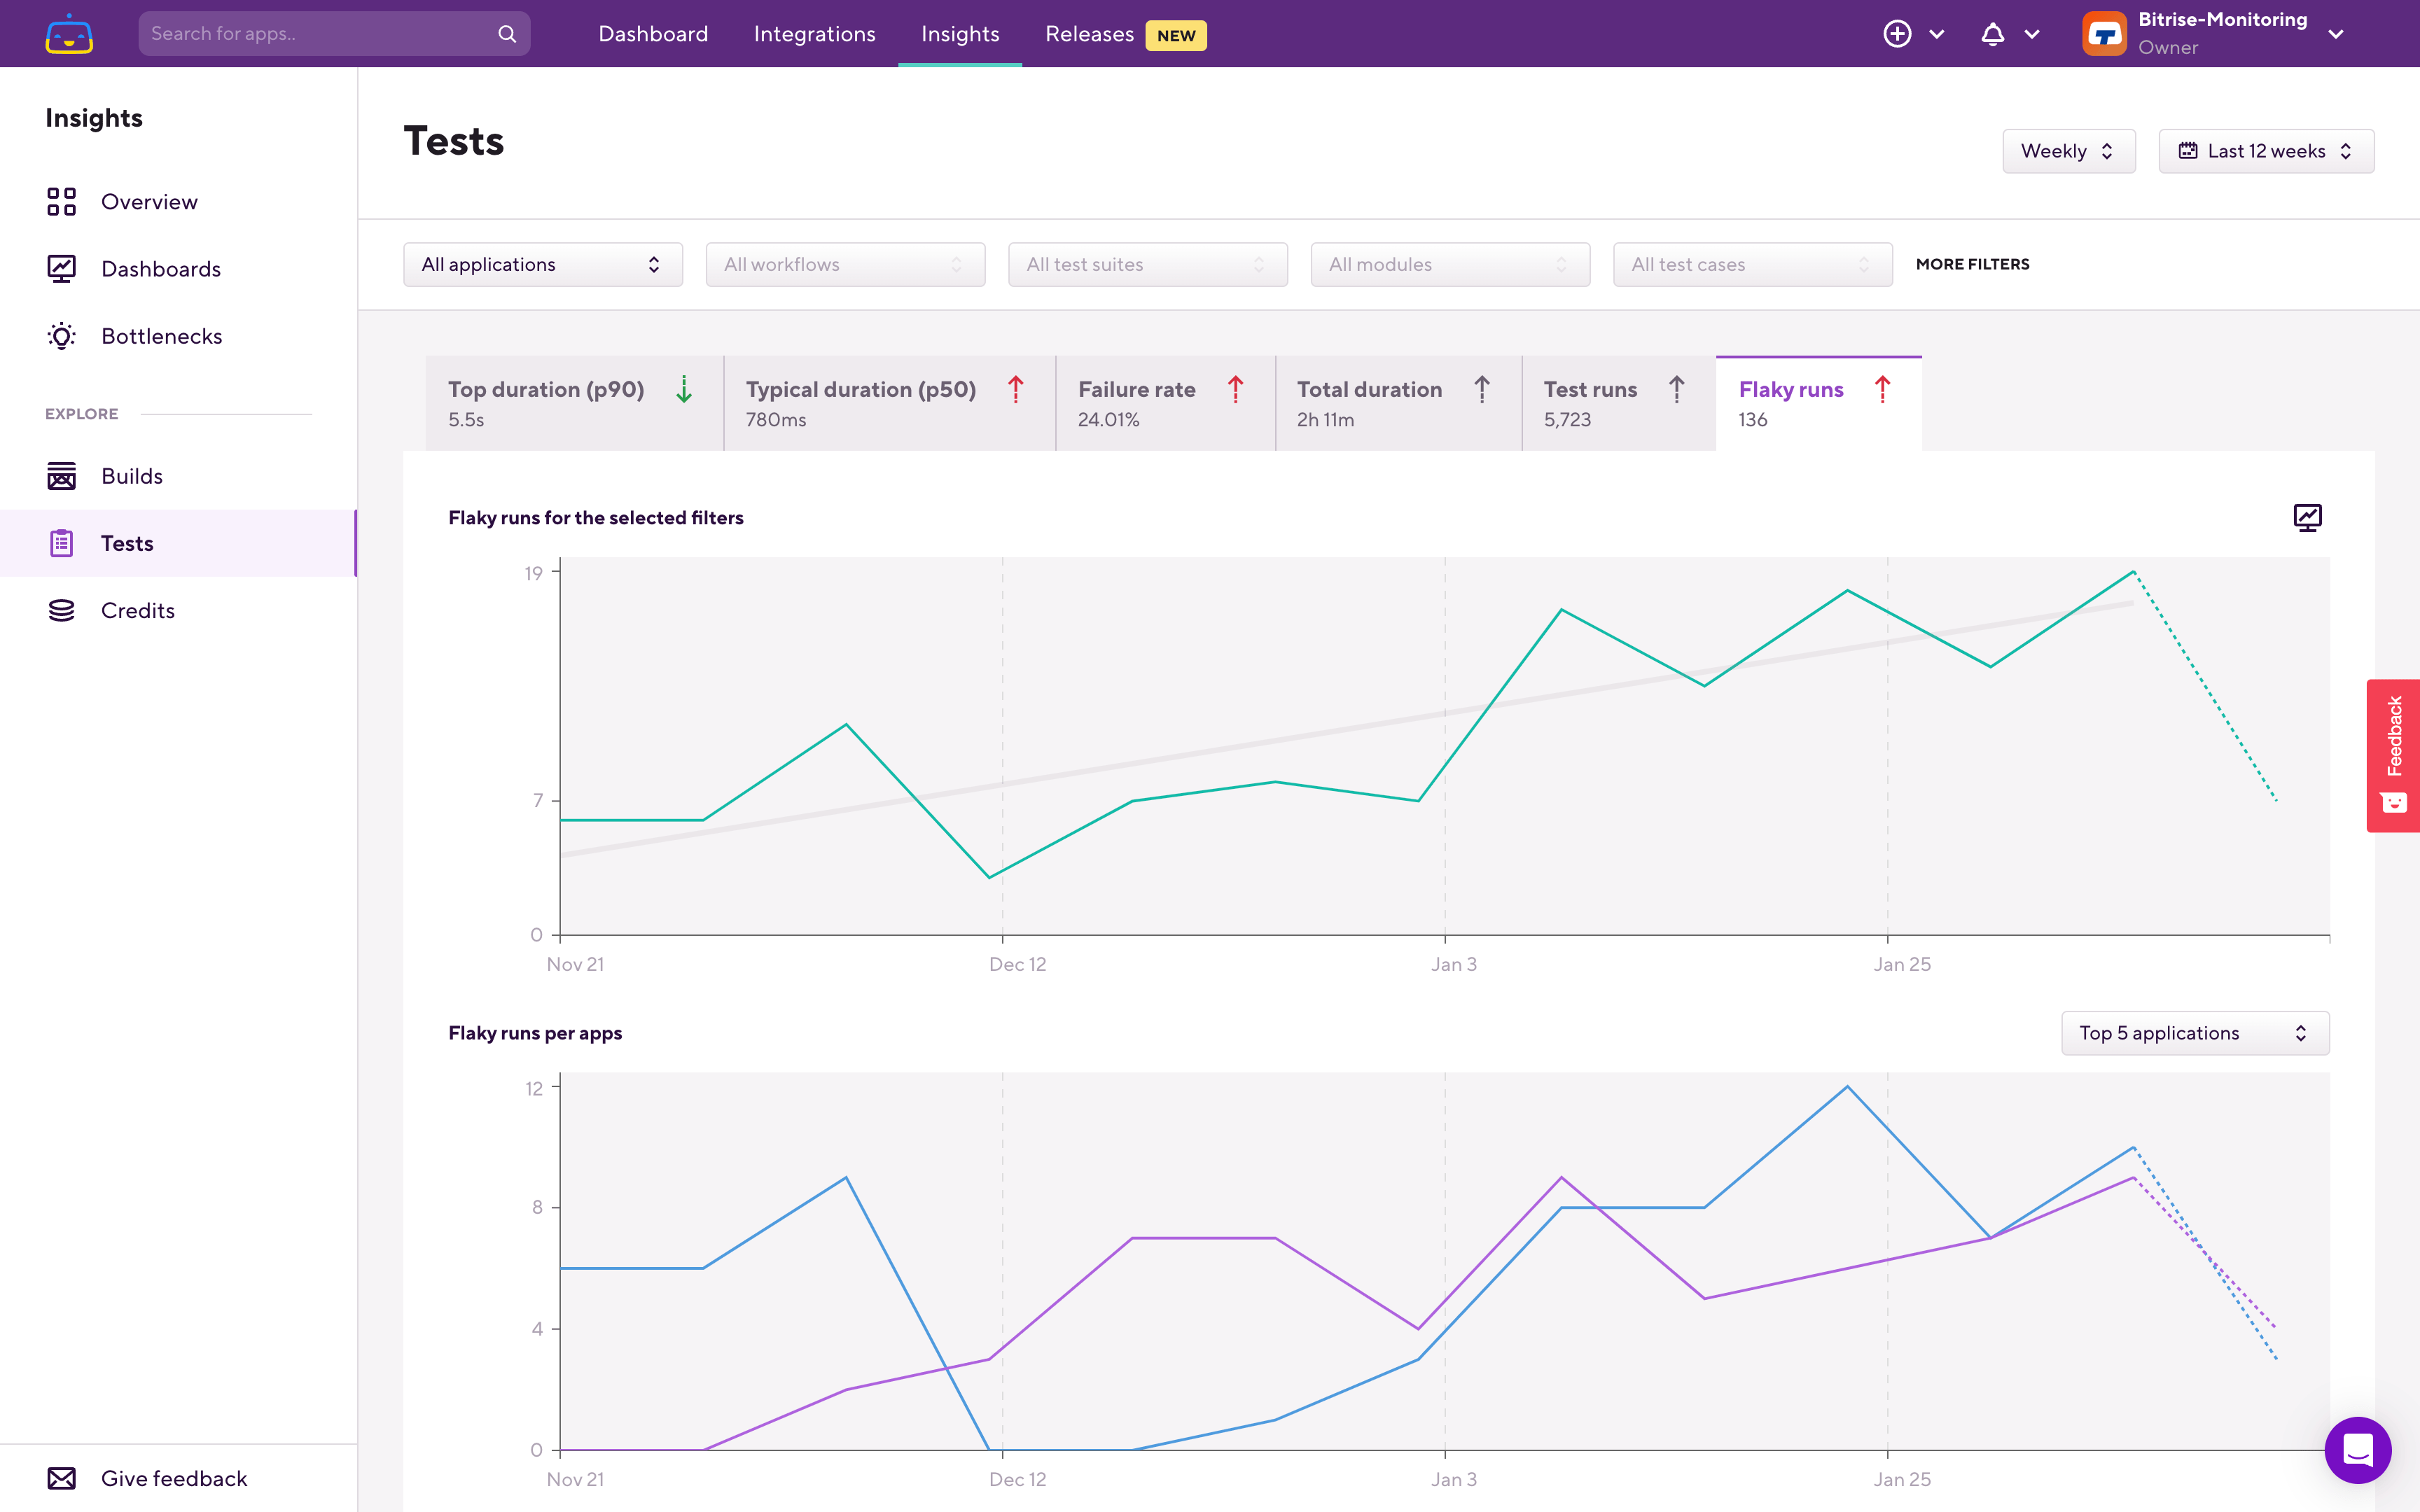 Search for apps..
Dashboard
Integrations
Insights
Releases
NEW
Bitrise-Monitoring
Owner
Insights
Overview
Dashboards
Bottlenecks
EXPLORE
Builds
Tests
Credits
Give feedback
Tests
Weekly
Last 12 weeks
All applications
All workflows
All test suites
All modules
All test cases
MORE FILTERS
Top duration (p90)
5.5s
Typical duration (p50)
780ms
Failure rate
24.01%
Total duration
2h 11m
Test runs
5,723
Flaky runs
136
Flaky runs for the selected filters
19
7
0
Nov 21
Dec 12
Jan 3
Jan 25
Flaky runs per apps
Top 5 applications
12
8
4
0
Nov 21
Dec 12
Jan 3
Jan 25
Feedback